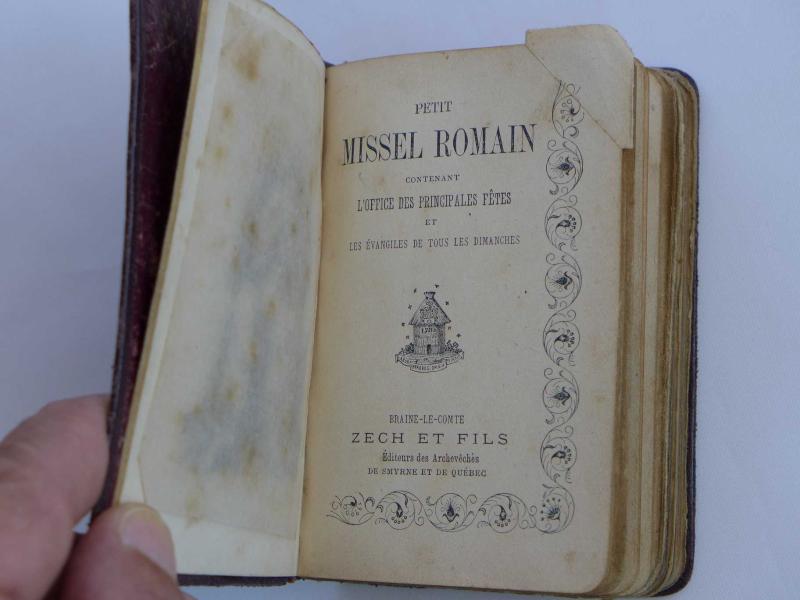 PETIT
MISSEL ROMAIN
CONTENANT
L'OFFICE DES PRINCIPALES FÊTES
ET
LES ÉVANGILES DE TOUS LES DIMANCHES
BRAINE-LE-COMTE
ZECH ET FILS
Éditeurs des Archevêchés
DE SMYRNE ET DE QUÉBEC